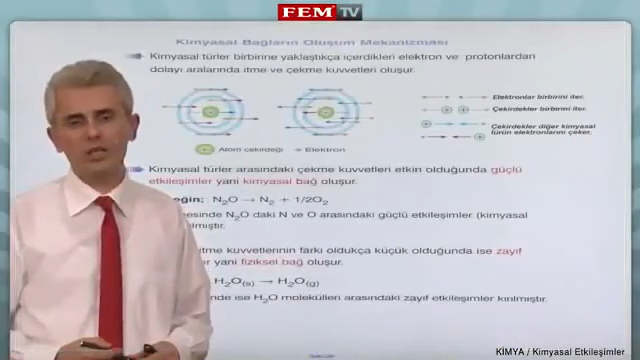 FEM TV
Kimyasal Bağların Oluşum Mekanizması
Kimyasal türler birbirine yaklaştıkça içerdikleri elektron ve protonlardan
dolayı aralarında itme ve çekme kuvvetleri oluşur.
Elektronlar birbirini iter.
Çekirdekler birbirini iter.
Çekirdekler diğer kimyasal
türün elektronlarını çeker.
Atom çekirdeği
Elektron
Kimyasal türler arasındaki çekme kuvvetleri etkin olduğunda güçlü
etkileşimler yani kimyasal bağ oluşur.
N₂O → N₂ + 1/2O₂
N₂O daki N ve O arasındaki güçlü etkileşimler (kimyasal
itme kuvvetlerinin farkı oldukça küçük olduğunda ise zayıf
yani fiziksel bağ oluşur.
H₂O(s) → H₂O(g)
ise H₂O molekülleri arasındaki zayıf etkileşimler kırılmıştır.
KİMYA / Kimyasal Etkileşimler